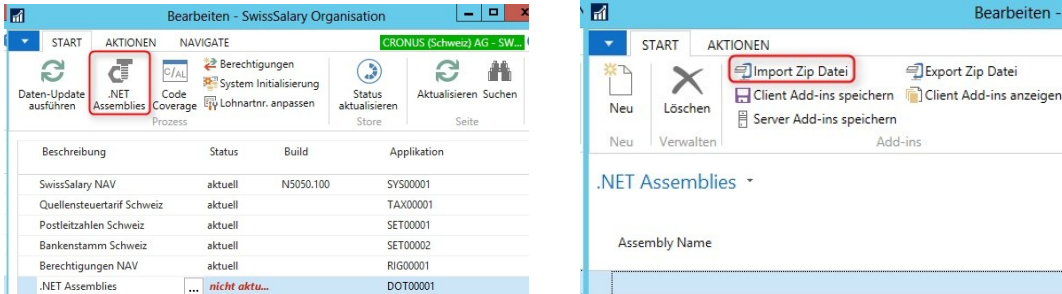 Bearbeiten - SwissSalary Organisation
START AKTIONEN NAVIGATE CRONUS (Schweiz) AG - SW...
Daten-Update ausführen
.NET Assemblies
C/AL
Code Coverage
Berechtigungen
System Initialisierung
Lohnartnr. anpassen
Status aktualisieren
Aktualisieren
Suchen
Prozess Store Seite
Beschreibung Status Build Applikation
SwissSalary NAV aktuell N5050.100 SYS00001
Quellensteuertarif Schweiz aktuell TAX00001
Postleitzahlen Schweiz aktuell SET00001
Bankenstamm Schweiz aktuell SET00002
Berechtigungen NAV aktuell RIG00001
.NET Assemblies ... nicht aktu... DOT00001
Bearbeiten -
START AKTIONEN
Neu
Löschen
Import Zip Datei Export Zip Datei
Client Add-ins speichern Client Add-ins anzeigen
Server Add-ins speichern
Neu Verwalten Add-ins
.NET Assemblies
Assembly Name